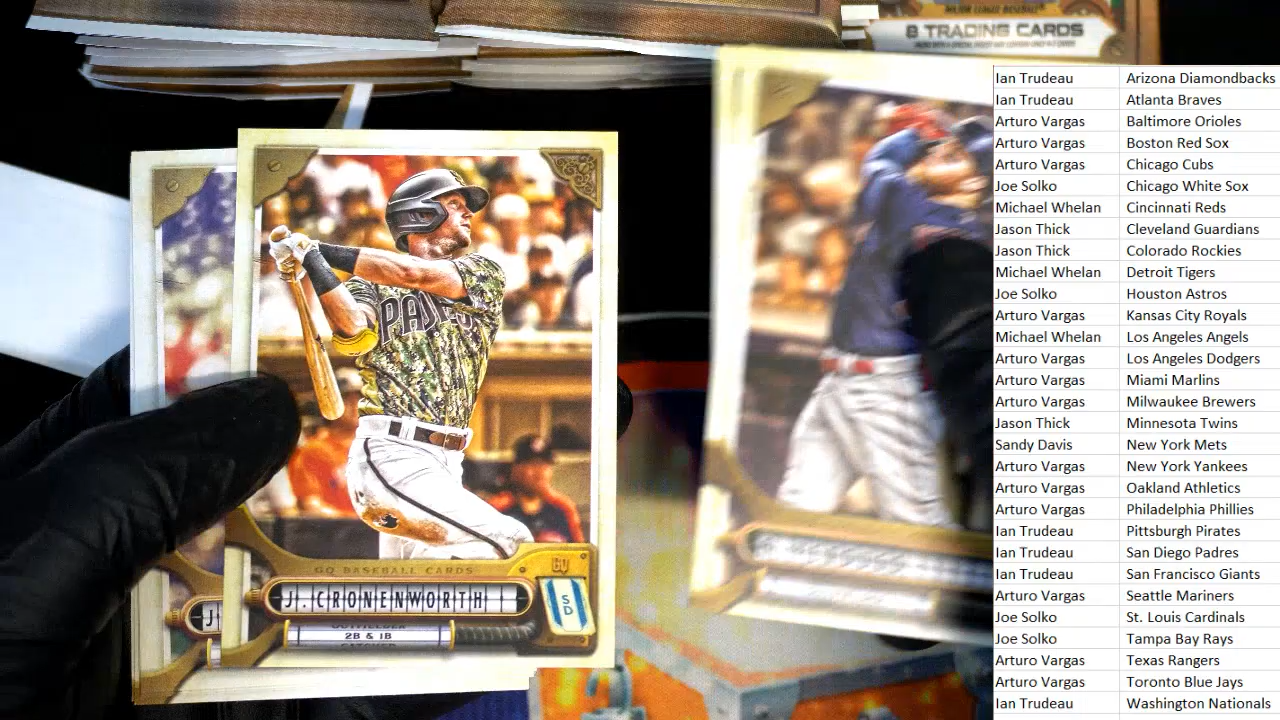 MAJOR LEAGUE BASEBALL
8 TRADING CARDS
PADRES
GQ BASEBALL CARDS
GQ
J. CRONENWORTH
SD
OUTFIELDER
2B & 1B
CATCHER
J
Ian Trudeau Arizona Diamondbacks
Ian Trudeau Atlanta Braves
Arturo Vargas Baltimore Orioles
Arturo Vargas Boston Red Sox
Arturo Vargas Chicago Cubs
Joe Solko Chicago White Sox
Michael Whelan Cincinnati Reds
Jason Thick Cleveland Guardians
Jason Thick Colorado Rockies
Michael Whelan Detroit Tigers
Joe Solko Houston Astros
Arturo Vargas Kansas City Royals
Michael Whelan Los Angeles Angels
Arturo Vargas Los Angeles Dodgers
Arturo Vargas Miami Marlins
Arturo Vargas Milwaukee Brewers
Jason Thick Minnesota Twins
Sandy Davis New York Mets
Arturo Vargas New York Yankees
Arturo Vargas Oakland Athletics
Arturo Vargas Philadelphia Phillies
Ian Trudeau Pittsburgh Pirates
Ian Trudeau San Diego Padres
Ian Trudeau San Francisco Giants
Arturo Vargas Seattle Mariners
Joe Solko St. Louis Cardinals
Joe Solko Tampa Bay Rays
Arturo Vargas Texas Rangers
Arturo Vargas Toronto Blue Jays
Ian Trudeau Washington Nationals